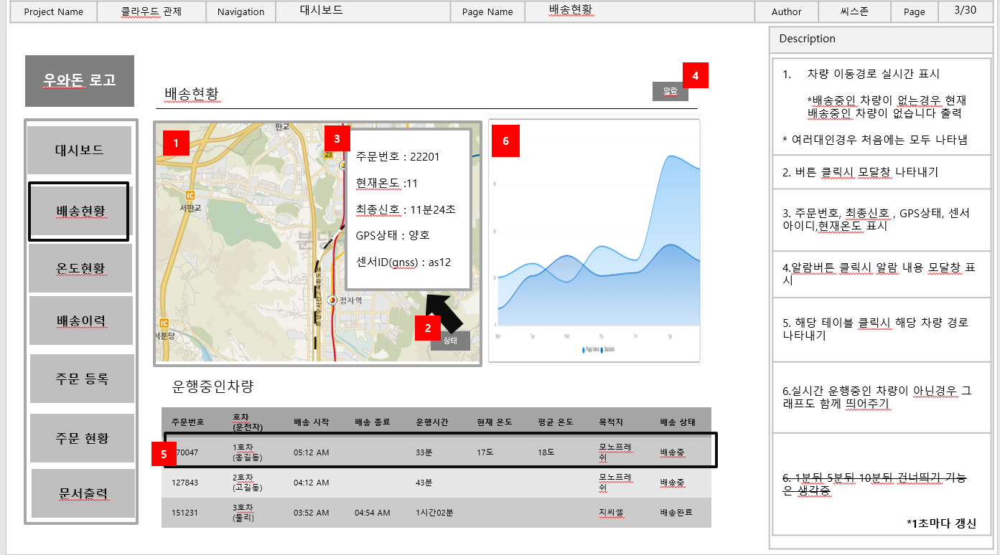 Project Name
클라우드 관제
Navigation
대시보드
Page Name
배송현황
Author
씨스존
Page
3/30
우와돈 로고
대시보드
배송현황
온도현황
배송이력
주문 등록
주문 현황
문서출력
배송현황
알람
4
1
판교
3
23
IC
서판교
분당
정자역
IC
서분당
주문번호 : 22201
현재온도 :11
최종신호 : 11분24초
GPS상태 : 양호
센서ID(gnss) : as12
2
상태
6
Mon
Tue
Wed
Thu
Fri
Sat
Page Views
Sessions
운행중인차량
주문번호
호차
(운전자)
배송 시작
배송 종료
운행시간
현재 온도
평균 온도
목적지
배송 상태
5
70047
1호차
(홍길동)
05:12 AM
33분
17도
18도
모노프레
쉬
배송중
127843
2호차
(고길동)
04:12 AM
43분
모노프레
쉬
배송중
151231
3호차
(둘리)
03:52 AM
04:54 AM
1시간02분
지씨셀
배송완료
Description
1. 차량 이동경로 실시간 표시
*배송중인 차량이 없는경우 현재
배송중인 차량이 없습니다 출력
* 여러대인경우 처음에는 모두 나타냄
2. 버튼 클릭시 모달창 나타내기
3. 주문번호, 최종신호 , GPS상태, 센서
아이디,현재온도 표시
4.알람버튼 클릭시 알람 내용 모달창 표
시
5. 해당 테이블 클릭시 해당 차량 경로
나타내기
6.실시간 운행중인 차량이 아닌경우 그
래프도 함께 띄어주기
6. 1분뒤 5분뒤 10분뒤 건너띄기 기능
은 생각중
*1초마다 갱신